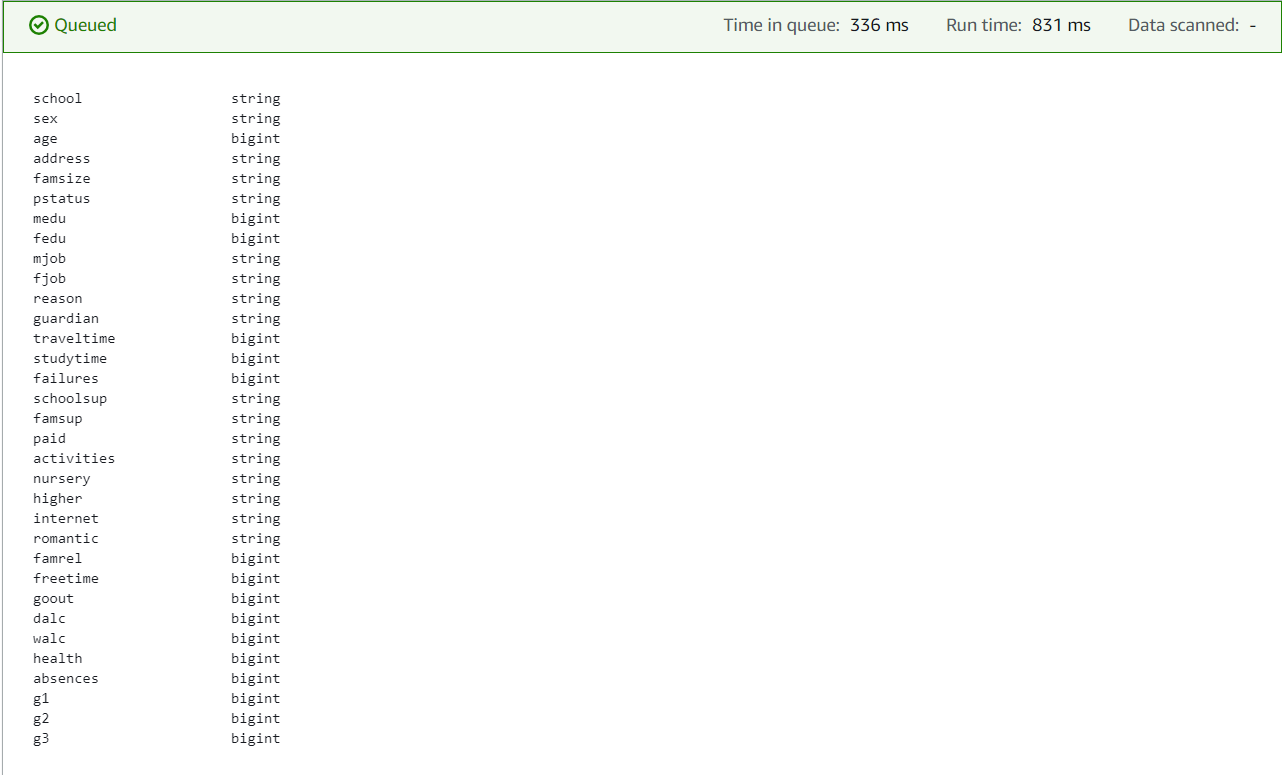 Queued Time in queue: 336 ms Run time: 831 ms Data scanned: -
school string
sex string
age bigint
address string
famsize string
pstatus string
medu bigint
fedu bigint
mjob string
fjob string
reason string
guardian string
traveltime bigint
studytime bigint
failures bigint
schoolsup string
famsup string
paid string
activities string
nursery string
higher string
internet string
romantic string
famrel bigint
freetime bigint
goout bigint
dalc bigint
walc bigint
health bigint
absences bigint
g1 bigint
g2 bigint
g3 bigint